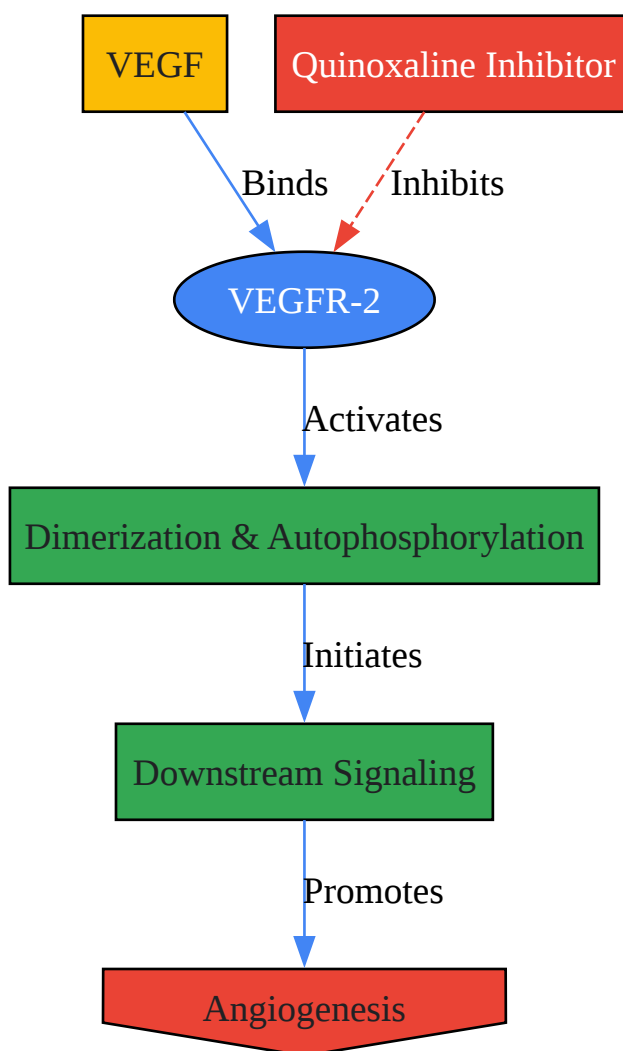 VEGF
Quinoxaline Inhibitor
Binds
Inhibits
VEGFR-2
Activates
Dimerization & Autophosphorylation
Initiates
Downstream Signaling
Promotes
Angiogenesis